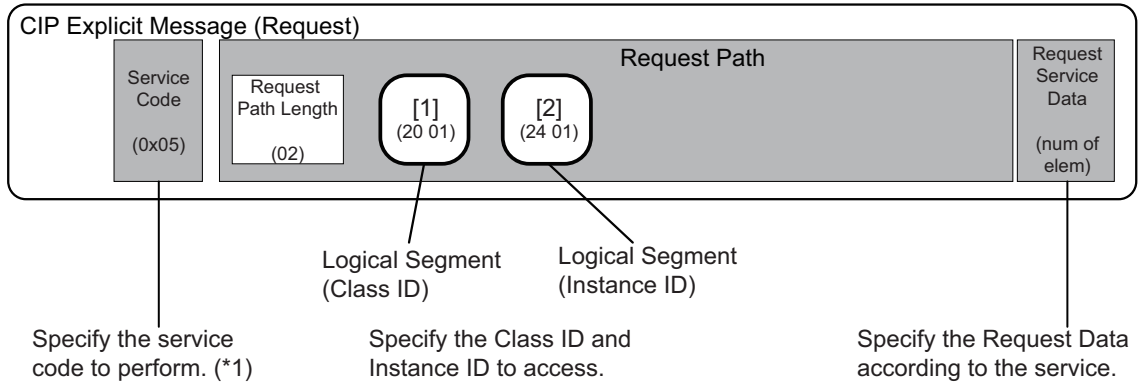 CIP Explicit Message (Request)
Service
Code
(0x05)
Request Path
Request
Path Length
(02)
[1]
(20 01)
[2]
(24 01)
Request
Service
Data
(num of
elem)
Logical Segment
(Class ID)
Logical Segment
(Instance ID)
Specify the service
code to perform. (*1)
Specify the Class ID and
Instance ID to access.
Specify the Request Data
according to the service.